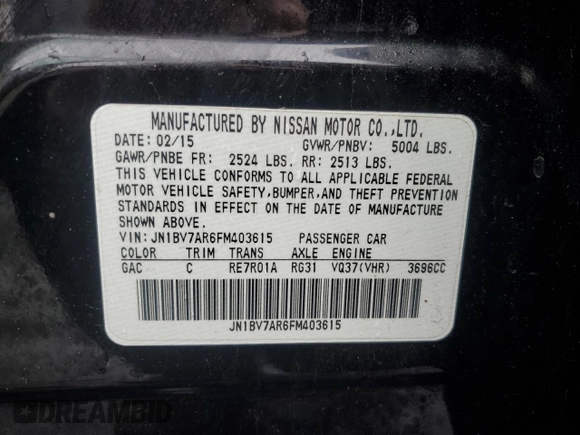 MANUFACTURED BY NISSAN MOTOR CO.,LTD.
DATE: 02/15 GVWR/PNBV: 5004 LBS.
GAWR/PNBE FR: 2524 LBS. RR: 2513 LBS.
THIS VEHICLE CONFORMS TO ALL APPLICABLE FEDERAL
MOTOR VEHICLE SAFETY,BUMPER,AND THEFT PREVENTION
STANDARDS IN EFFECT ON THE DATE OF MANUFACTURE
SHOWN ABOVE.
VIN: JN1BV7AR6FM403615 PASSENGER CAR
COLOR TRIM TRANS AXLE ENGINE
GAC C RE7R01A RG31 VQ37(VHR) 3696CC
JN1BV7AR6FM403615
DREAMBID